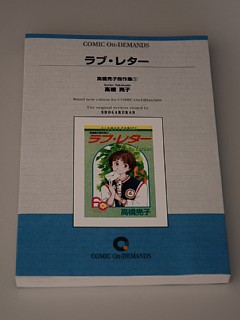 COMIC On-DEMANDS
ラブ・レター
高橋亮子傑作集①
高橋 亮子
Brand new edition for COMIC On-DEMANDS
The original version owned by
SHOGAKUKAN
ラブ・レター
FC
高橋亮子
COMIC On-DEMANDS